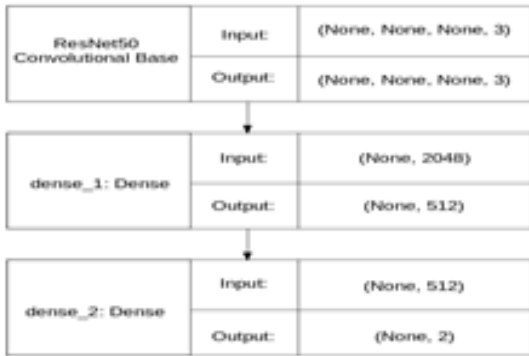 ResNet50
Convolutional Base
Input:
(None, None, None, 3)
Output:
(None, None, None, 3)
dense_1: Dense
Input:
(None, 2048)
Output:
(None, 512)
dense_2: Dense
Input:
(None, 512)
Output:
(None, 2)